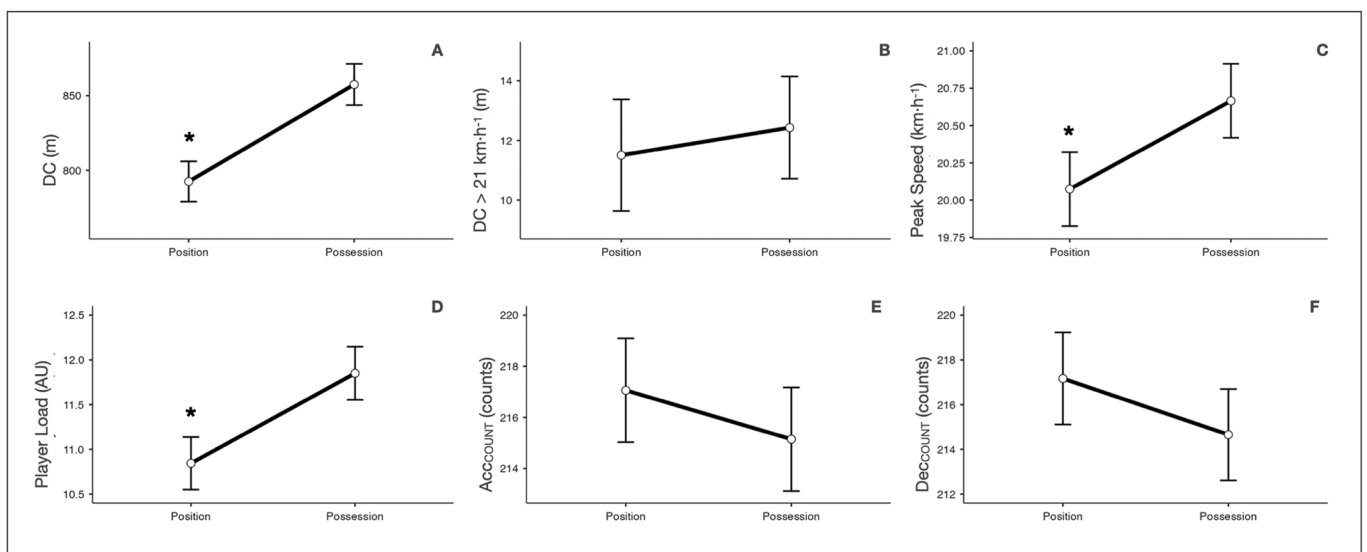 A
DC (m)
850
800
*
Position
Possession
B
DC > 21 km·h⁻¹ (m)
14
12
10
Position
Possession
C
Peak Speed (km·h⁻¹)
21.00
20.75
20.50
20.25
20.00
19.75
*
Position
Possession
D
Player Load (AU)
12.5
12.0
11.5
11.0
10.5
*
Position
Possession
E
AccCOUNT (counts)
220
218
216
214
Position
Possession
F
DecCOUNT (counts)
220
218
216
214
212
Position
Possession